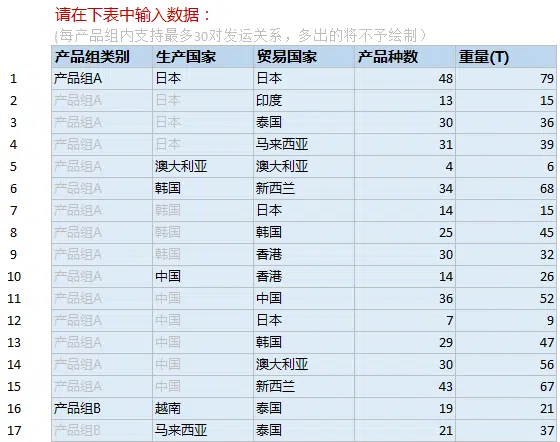 请在下表中输入数据：
(每产品组内支持最多30对发运关系，多出的将不予绘制)
产品组类别 生产国家 贸易国家 产品种数 重量(T)
1 产品组A 日本 日本 48 79
2 产品组A 日本 印度 13 15
3 产品组A 日本 泰国 30 36
4 产品组A 日本 马来西亚 31 39
5 产品组A 澳大利亚 澳大利亚 4 6
6 产品组A 韩国 新西兰 34 68
7 产品组A 韩国 日本 14 15
8 产品组A 韩国 韩国 25 45
9 产品组A 韩国 香港 30 32
10 产品组A 中国 香港 14 26
11 产品组A 中国 中国 36 52
12 产品组A 中国 日本 7 9
13 产品组A 中国 韩国 29 47
14 产品组A 中国 澳大利亚 30 56
15 产品组A 中国 新西兰 43 67
16 产品组B 越南 泰国 19 21
17 产品组B 马来西亚 泰国 21 37